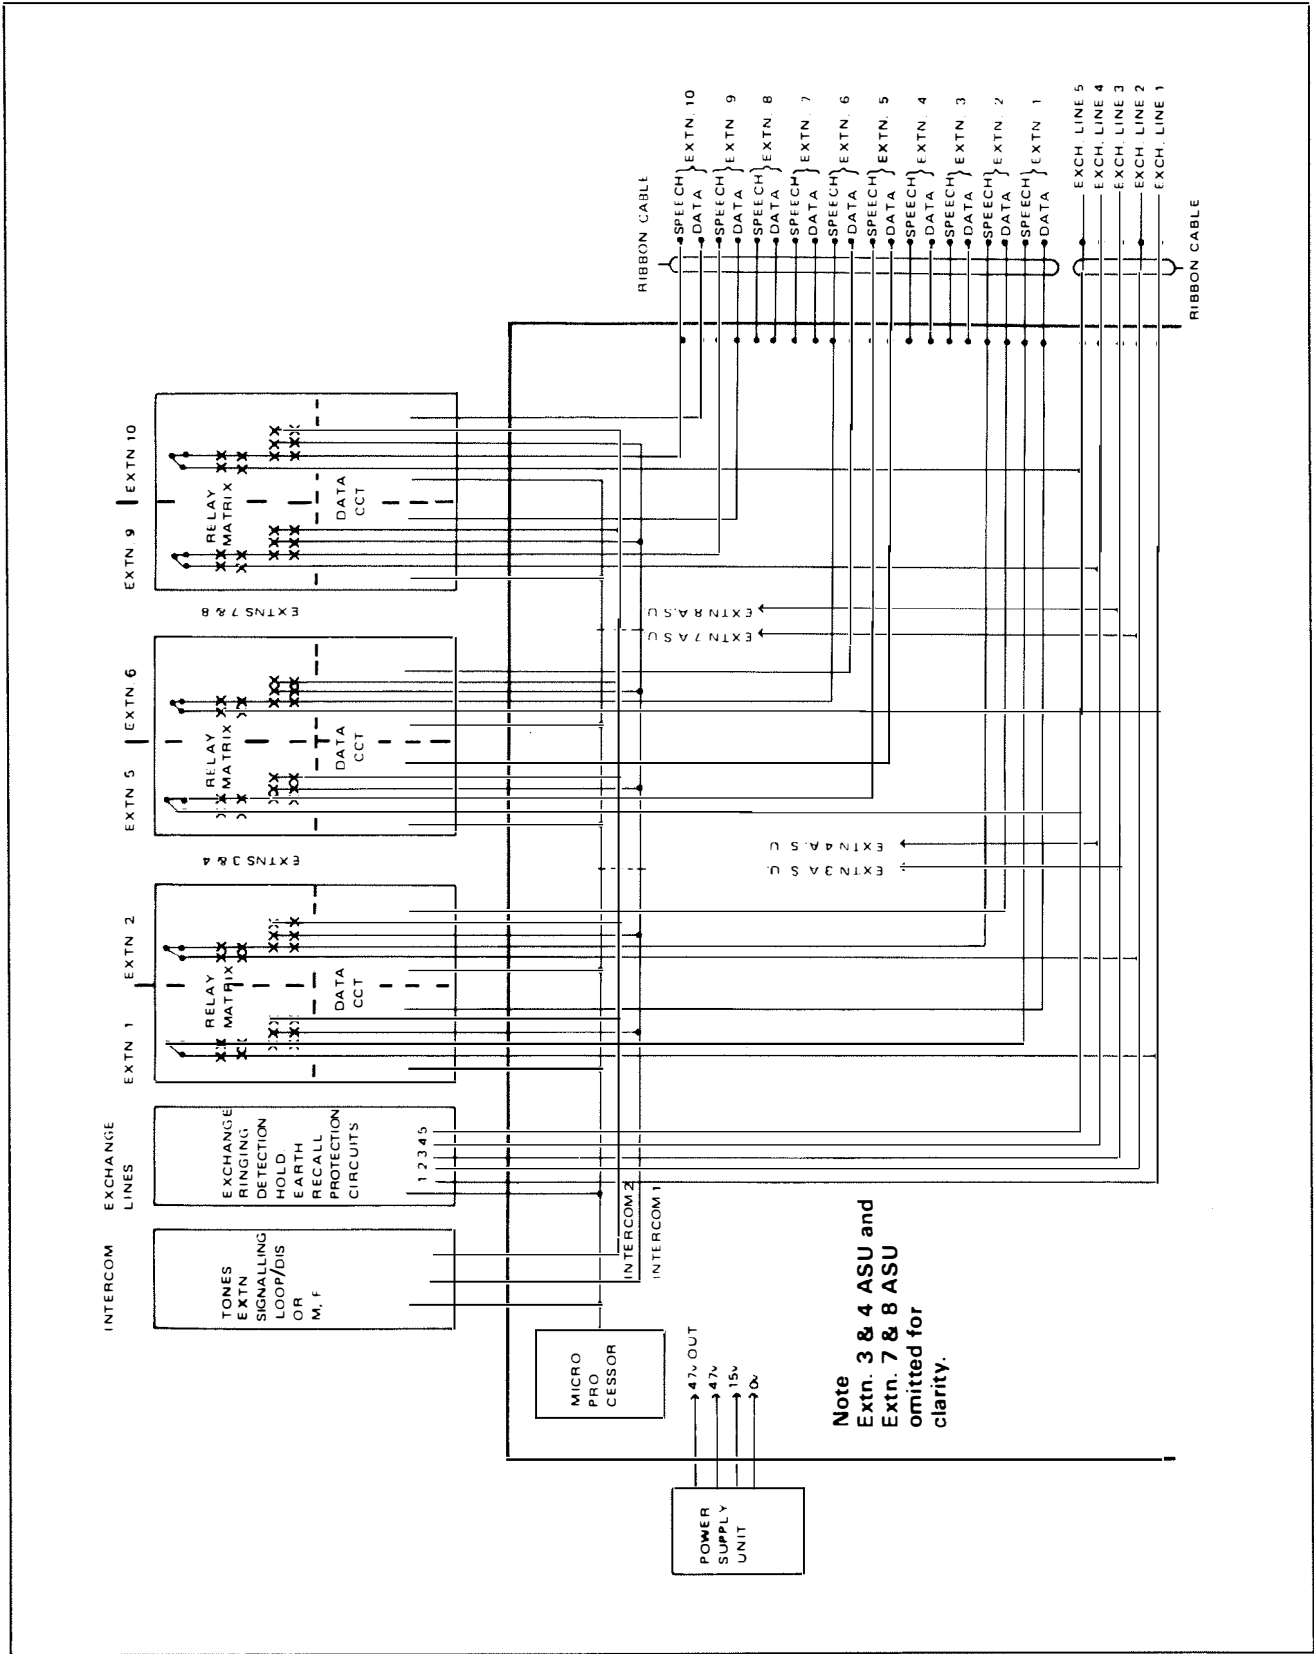 INTERCOM
EXCHANGE
LINES
EXTN 1
EXTN 2
EXTNS 3 & 4
EXTN 5
EXTN. 6
EXTNS 7 & 8
EXTN. 9
EXTN 10
TONES
EXTN
SIGNALLING
LOOP/DIS
OR
M.F
EXCHANGE
RINGING
DETECTION
HOLD.
EARTH
RECALL
PROTECTION
CIRCUITS
1 2 3 4 5
RELAY
MATRIX
DATA
CCT
RELAY
MATRIX
DATA
CCT
RELAY
MATRIX
DATA
CCT
MICRO
PRO
CESSOR
INTERCOM 2
INTERCOM 1
EXTN 3 A S U.
EXTN 4 A. S U
EXTN 7 A S U
EXTN 8 A S U.
POWER
SUPPLY
UNIT
47v OUT
47v
15v
0v
Note
Extn. 3 & 4 ASU and
Extn. 7 & 8 ASU
omitted for
clarity.
RIBBON CABLE
SPEECH
DATA
EXTN. 10
SPEECH
DATA
EXTN 9
SPEECH
DATA
EXTN. 8
SPEECH
DATA
EXTN. 7
SPEECH
DATA
EXTN. 6
SPEECH
DATA
EXTN. 5
SPEECH
DATA
EXTN. 4
SPEECH
DATA
EXTN. 3
SPEECH
DATA
EXTN. 2
SPEECH
DATA
EXTN 1
EXCH. LINE 5
EXCH. LINE 4
EXCH. LINE 3
EXCH. LINE 2
EXCH. LINE 1
RIBBON CABLE